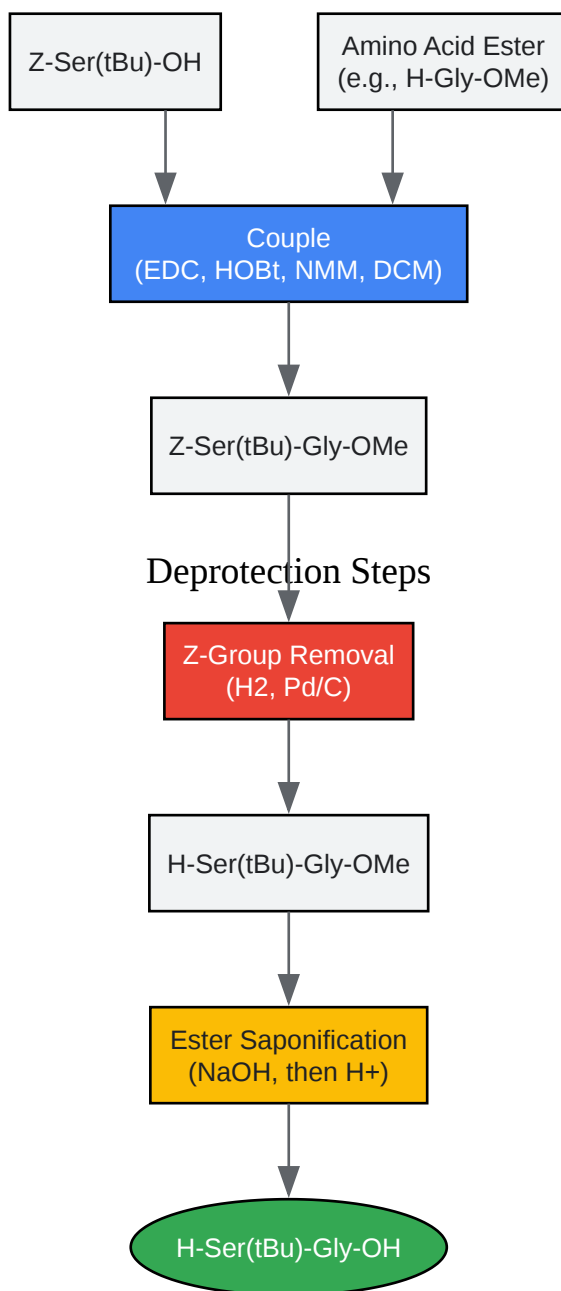 Z-Ser(tBu)-OH
Amino Acid Ester
(e.g., H-Gly-OMe)
Couple
(EDC, HOBt, NMM, DCM)
Z-Ser(tBu)-Gly-OMe
Deprotection Steps
Z-Group Removal
(H2, Pd/C)
H-Ser(tBu)-Gly-OMe
Ester Saponification
(NaOH, then H+)
H-Ser(tBu)-Gly-OH